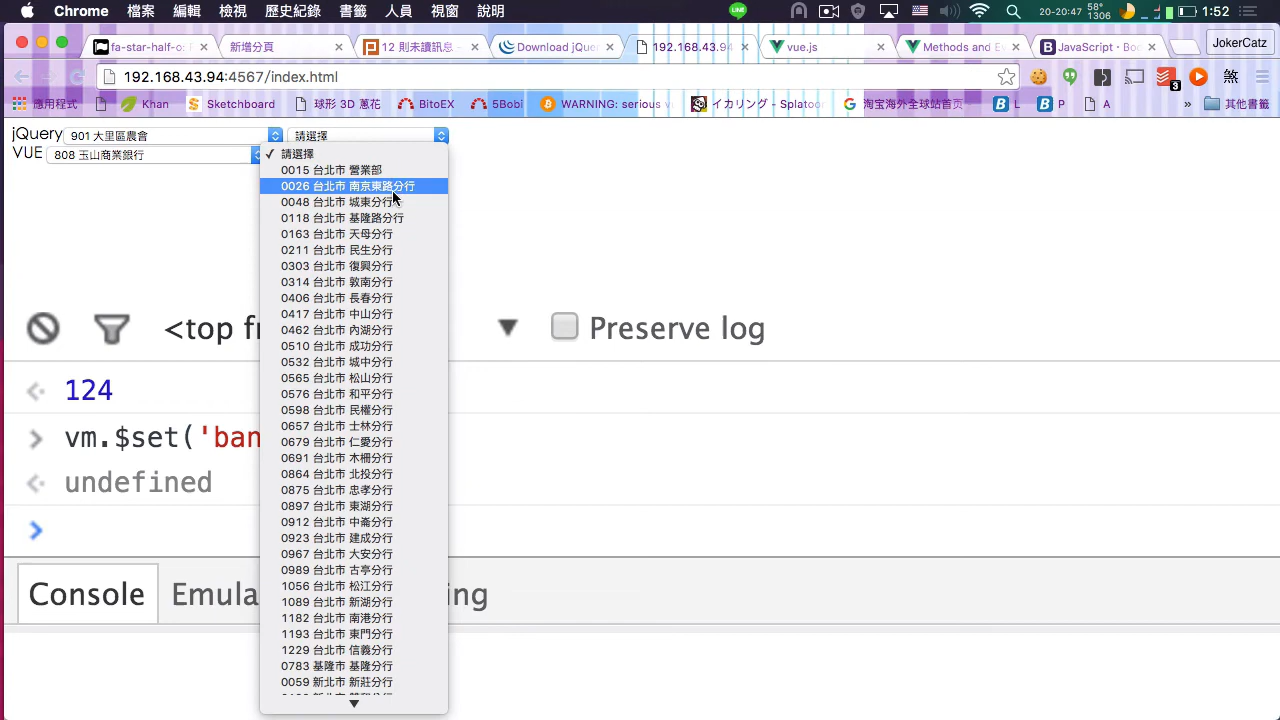 Chrome 檔案 編輯 檢視 歷史紀錄 書籤 人員 視窗 說明 20-20:47 58° 1306 1:52
fa-star-half-o 新增分頁 12 則未讀訊息 - Download jQue 192.168.43.94 vue.js Methods and Ev JavaScript · Boo JokerCatz
192.168.43.94:4567/index.html 3 煞
應用程式 Khan Sketchboard 球形 3D 蔥花 BitoEX 5Bobi WARNING: serious v イカリング - Splatoo 淘宝海外全球站首页 L P A » 其他書籤
jQuery 901 大里區農會 請選擇
VUE 808 玉山商業銀行
✓ 請選擇
0015 台北市 營業部
0026 台北市 南京東路分行
0048 台北市 城東分行
0118 台北市 基隆路分行
0163 台北市 天母分行
0211 台北市 民生分行
0303 台北市 復興分行
0314 台北市 敦南分行
0406 台北市 長春分行
0417 台北市 中山分行
0462 台北市 內湖分行
0510 台北市 成功分行
0532 台北市 城中分行
0565 台北市 松山分行
0576 台北市 和平分行
0598 台北市 民權分行
0657 台北市 士林分行
0679 台北市 仁愛分行
0691 台北市 木柵分行
0864 台北市 北投分行
0875 台北市 忠孝分行
0897 台北市 東湖分行
0912 台北市 中崙分行
0923 台北市 建成分行
0967 台北市 大安分行
0989 台北市 古亭分行
1056 台北市 松江分行
1089 台北市 新湖分行
1182 台北市 南港分行
1193 台北市 東門分行
1229 台北市 信義分行
0783 基隆市 基隆分行
0059 新北市 新莊分行
<top fr Preserve log
124
vm.$set('ban
undefined
Console Emula ing